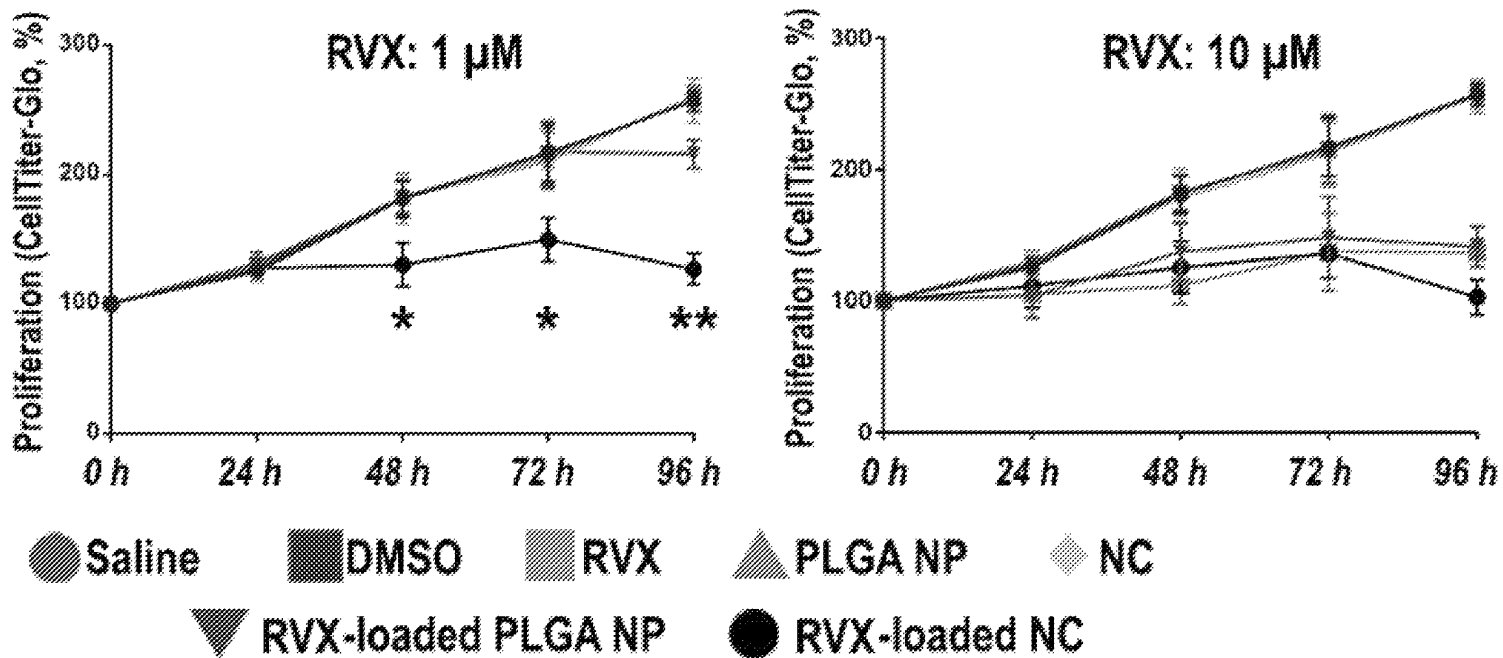 Proliferation (CellTiter-Glo, %)
300
200
100
0
RVX: 1 µM
* * **
0 h 24 h 48 h 72 h 96 h
Proliferation (CellTiter-Glo, %)
300
200
100
0
RVX: 10 µM
0 h 24 h 48 h 72 h 96 h
Saline DMSO RVX PLGA NP NC
RVX-loaded PLGA NP RVX-loaded NC